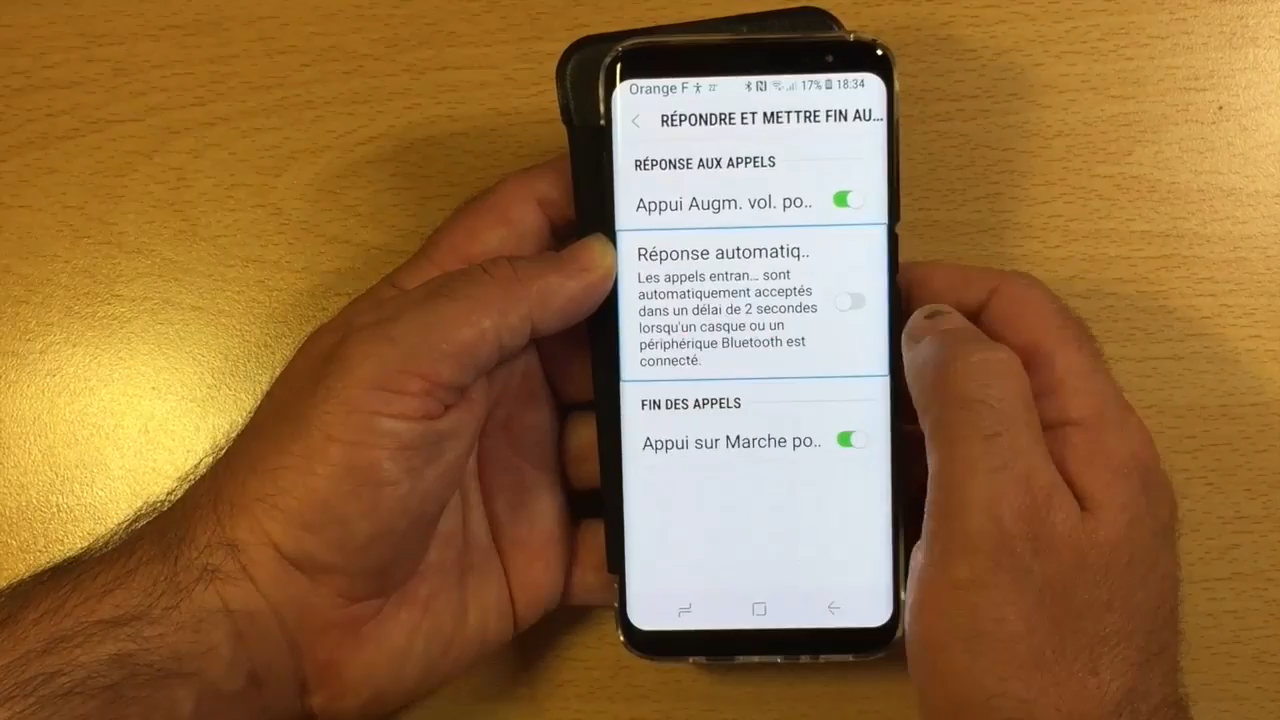 Orange F 22° 17% 18:34
RÉPONDRE ET METTRE FIN AU...
RÉPONSE AUX APPELS
Appui Augm. vol. po..
Réponse automatiq..
Les appels entran... sont
automatiquement acceptés
dans un délai de 2 secondes
lorsqu'un casque ou un
périphérique Bluetooth est
connecté.
FIN DES APPELS
Appui sur Marche po..